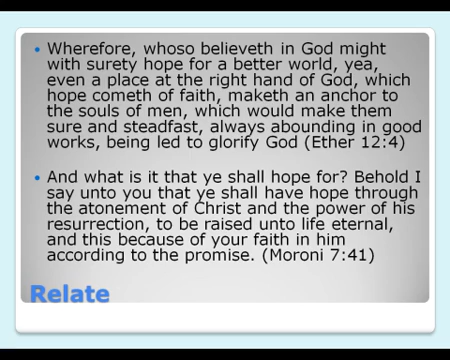 • Wherefore, whoso believeth in God might
with surety hope for a better world, yea,
even a place at the right hand of God, which
hope cometh of faith, maketh an anchor to
the souls of men, which would make them
sure and steadfast, always abounding in good
works, being led to glorify God (Ether 12:4)
• And what is it that ye shall hope for? Behold I
say unto you that ye shall have hope through
the atonement of Christ and the power of his
resurrection, to be raised unto life eternal,
and this because of your faith in him
according to the promise. (Moroni 7:41)
Relate